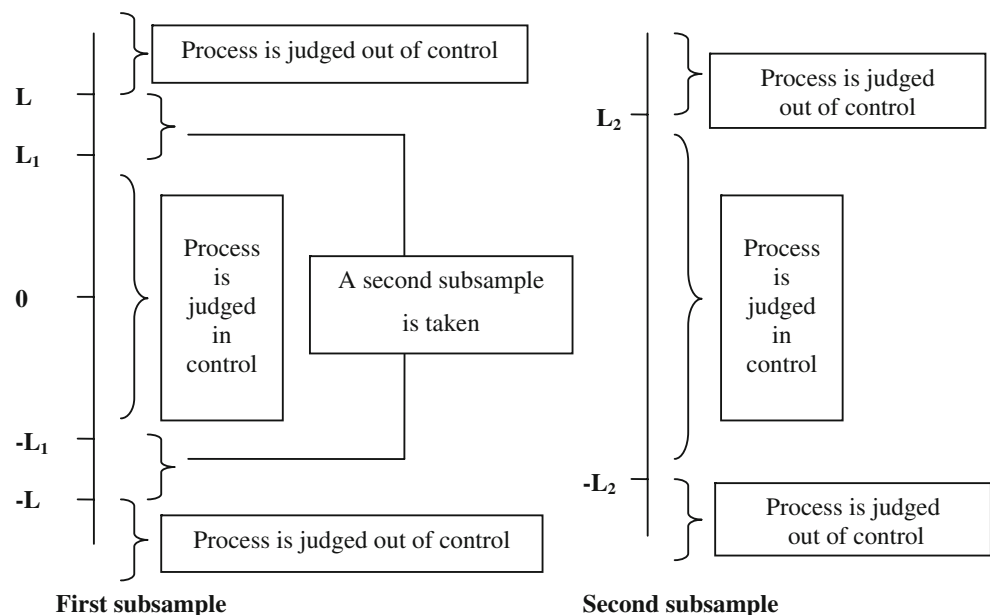 Process is judged out of control
L
L₁
Process
is
judged
in
control
0
A second subsample
is taken
-L₁
-L
Process is judged out of control
First subsample
Process is judged
out of control
L₂
Process
is
judged
in
control
-L₂
Process is judged
out of control
Second subsample